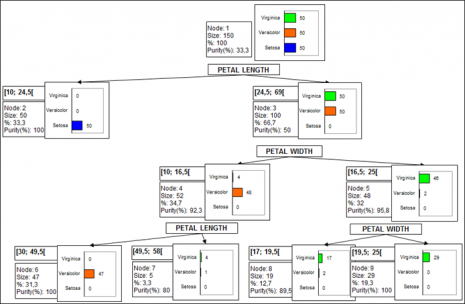 Node: 1
Size: 150
%: 100
Purity(%): 33,3
Virginica 50
Versicolor 50
Setosa 50
PETAL LENGTH
[10; 24,5[
Node: 2
Size: 50
%: 33,3
Purity(%): 100
Virginica 0
Versicolor 0
Setosa 50
[24,5; 69[
Node: 3
Size: 100
%: 66,7
Purity(%): 50
Virginica 50
Versicolor 50
Setosa 0
PETAL WIDTH
[10; 16,5[
Node: 4
Size: 52
%: 34,7
Purity(%): 92,3
Virginica 4
Versicolor 48
Setosa 0
[16,5; 25[
Node: 5
Size: 48
%: 32
Purity(%): 95,8
Virginica 46
Versicolor 2
Setosa 0
PETAL LENGTH
PETAL WIDTH
[30; 49,5[
Node: 6
Size: 47
%: 31,3
Purity(%): 100
Virginica 0
Versicolor 47
Setosa 0
[49,5; 58[
Node: 7
Size: 5
%: 3,3
Purity(%): 80
Virginica 4
Versicolor 1
Setosa 0
[17; 19,5[
Node: 8
Size: 19
%: 12,7
Purity(%): 89,5
Virginica 17
Versicolor 2
Setosa 0
[19,5; 25[
Node: 9
Size: 29
%: 19,3
Purity(%): 100
Virginica 29
Versicolor 0
Setosa 0